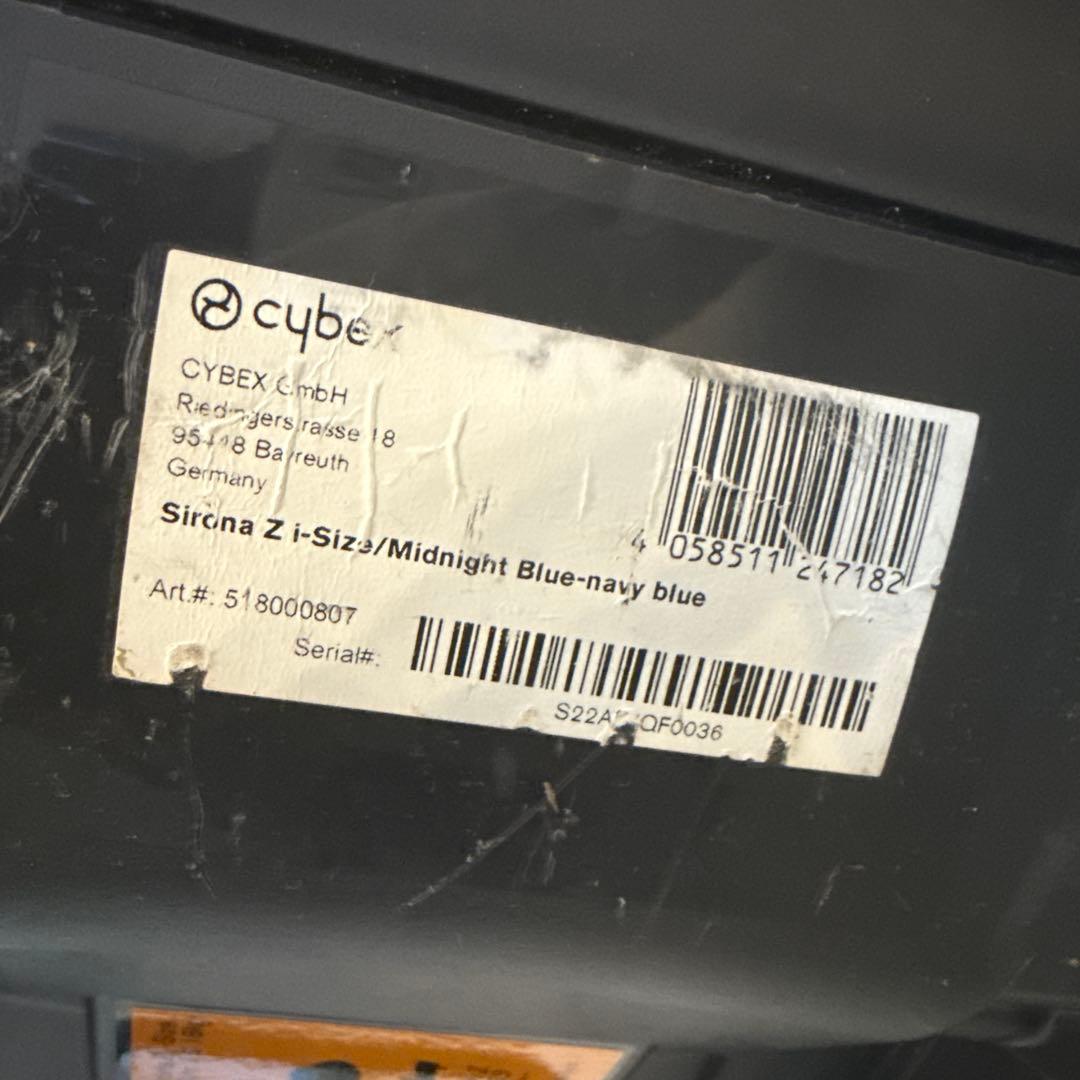 cybex
CYBEX GmbH
Riedingerstrasse 18
95448 Bayreuth
Germany
Sirona Z i-Size/Midnight Blue-navy blue
4 058511 247182
Art.#: 518000807
Serial#: